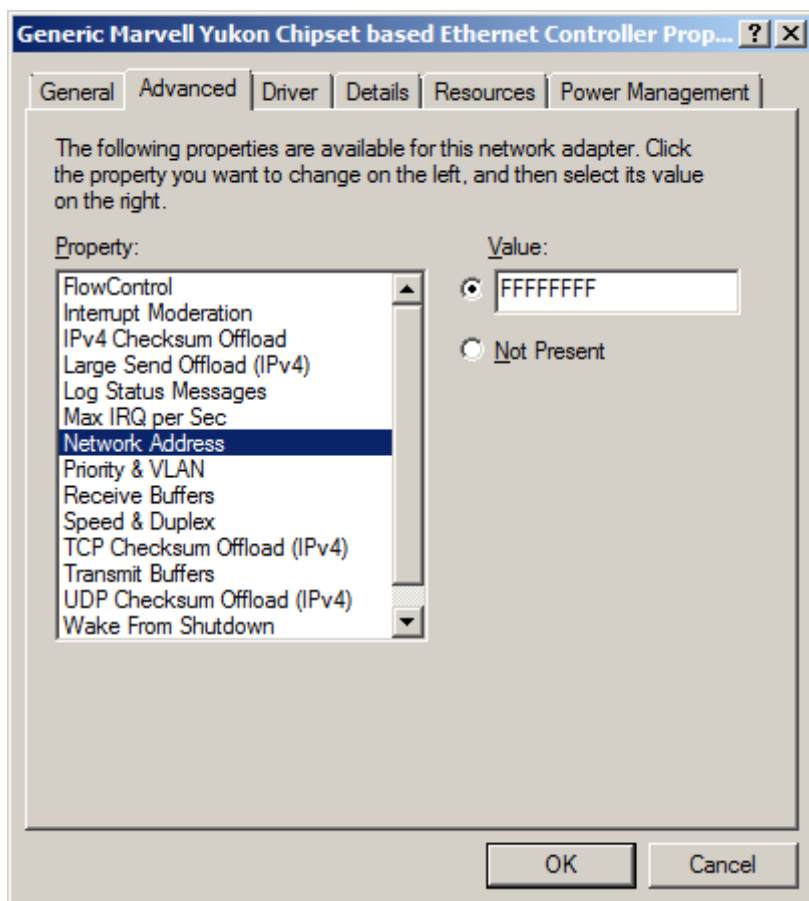 Generic Marvell Yukon Chipset based Ethernet Controller Prop... ? X
General Advanced Driver Details Resources Power Management
The following properties are available for this network adapter. Click
the property you want to change on the left, and then select its value
on the right.
Property:
Value:
FlowControl
Interrupt Moderation
IPv4 Checksum Offload
Large Send Offload (IPv4)
Log Status Messages
Max IRQ per Sec
Network Address
Priority & VLAN
Receive Buffers
Speed & Duplex
TCP Checksum Offload (IPv4)
Transmit Buffers
UDP Checksum Offload (IPv4)
Wake From Shutdown
FFFFFFFF
Not Present
OK Cancel